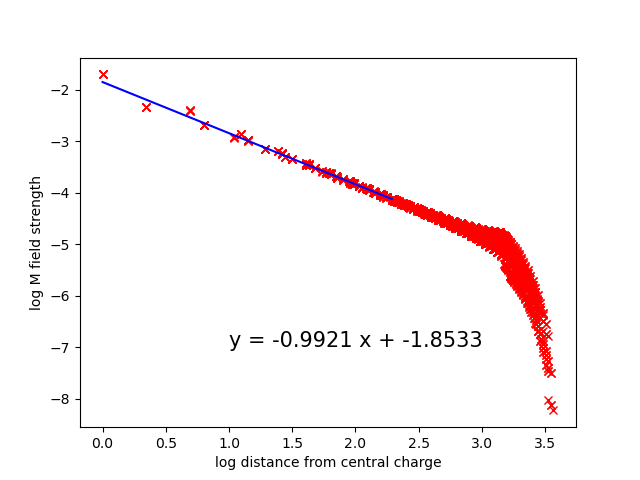 −2
−3
−4
−5
−6
−7
−8
log M field strength
y = -0.9921 x + -1.8533
0.0 0.5 1.0 1.5 2.0 2.5 3.0 3.5
log distance from central charge